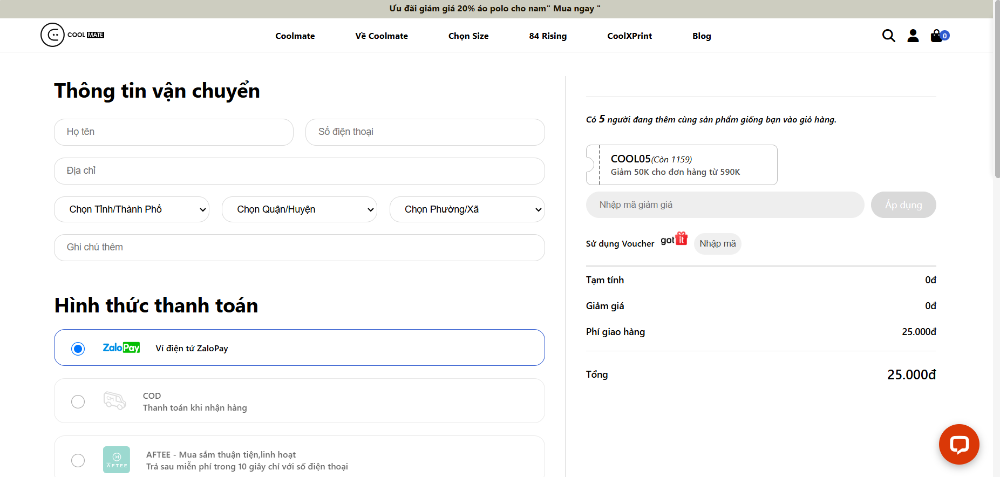 Ưu đãi giảm giá 20% áo polo cho nam" Mua ngay "
COOL MATE
Coolmate
Về Coolmate
Chọn Size
84 Rising
CoolXPrint
Blog
0
Thông tin vận chuyển
Họ tên
Số điện thoại
Địa chỉ
Chọn Tỉnh/Thành Phố
Chọn Quận/Huyện
Chọn Phường/Xã
Ghi chú thêm
Hình thức thanh toán
ZaloPay
Ví điện tử ZaloPay
CM
COD
Thanh toán khi nhận hàng
AFTEE
AFTEE - Mua sắm thuận tiện,linh hoạt
Trả sau miễn phí trong 10 giây chỉ với số điện thoại
Có 5 người đang thêm cùng sản phẩm giống bạn vào giỏ hàng.
COOL05(Còn 1159)
Giảm 50K cho đơn hàng từ 590K
Nhập mã giảm giá
Áp dụng
Sử dụng Voucher
got it
Nhập mã
Tạm tính
0đ
Giảm giá
0đ
Phí giao hàng
25.000đ
Tổng
25.000đ